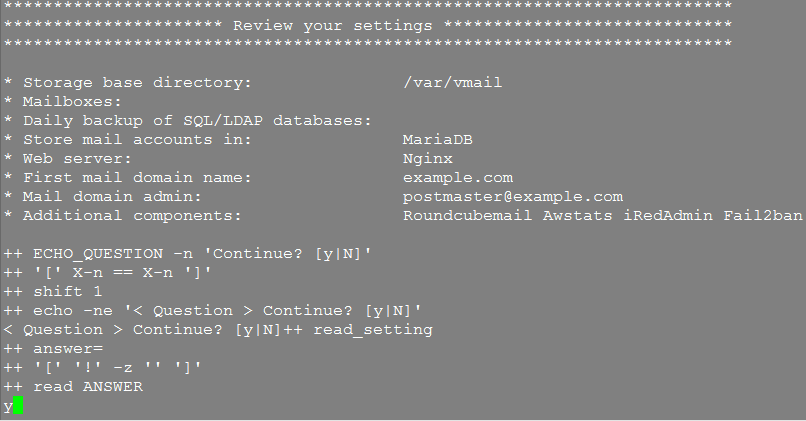 *************************************************************************
********************** Review your settings *****************************
*************************************************************************
* Storage base directory: /var/vmail
* Mailboxes:
* Daily backup of SQL/LDAP databases:
* Store mail accounts in: MariaDB
* Web server: Nginx
* First mail domain name: example.com
* Mail domain admin: postmaster@example.com
* Additional components: Roundcubemail Awstats iRedAdmin Fail2ban
++ ECHO_QUESTION -n 'Continue? [y|N]'
++ '[' X-n == X-n ']'
++ shift 1
++ echo -ne '< Question > Continue? [y|N]'
< Question > Continue? [y|N]++ read_setting
++ answer=
++ '[' '!' -z '' ']'
++ read ANSWER
y